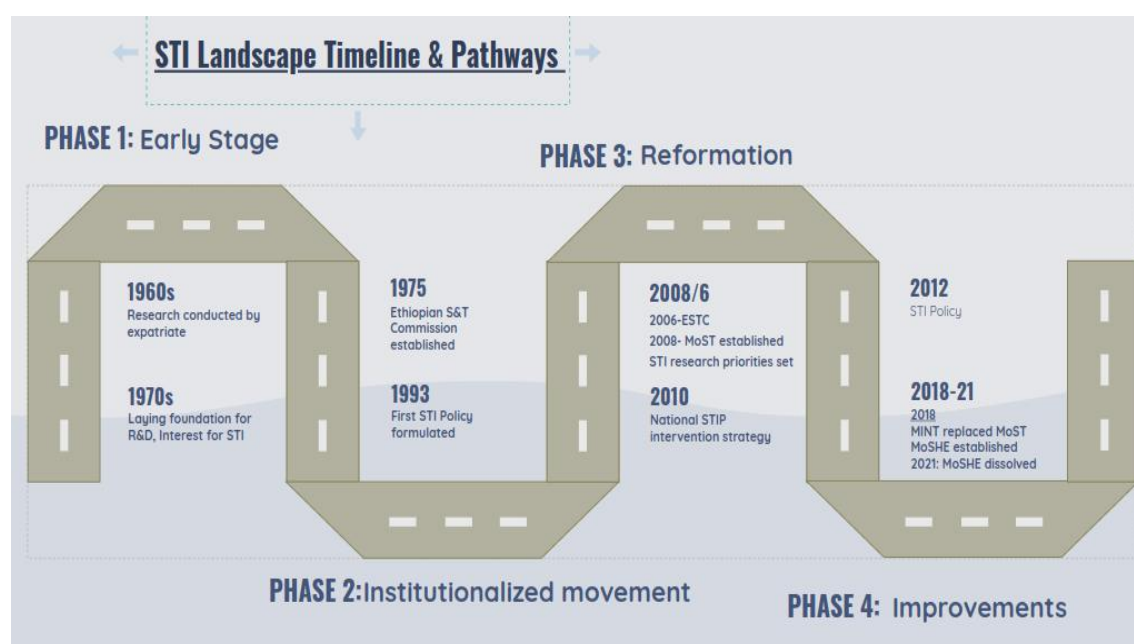 STI Landscape Timeline & Pathways
PHASE 1: Early Stage
PHASE 3: Reformation
1960s
Research conducted by
expatriate
1970s
Laying foundation for
R&D, Interest for STI
1975
Ethiopian S&T
Commission
established
1993
First STI Policy
formulated
2008/6
2006-ESTC
2008- MoST established
STI research priorities set
2010
National STIP
intervention strategy
2012
STI Policy
2018-21
2018
MINT replaced MoST
MoSHE established
2021: MoSHE dissolved
PHASE 2:Institutionalized movement
PHASE 4: Improvements